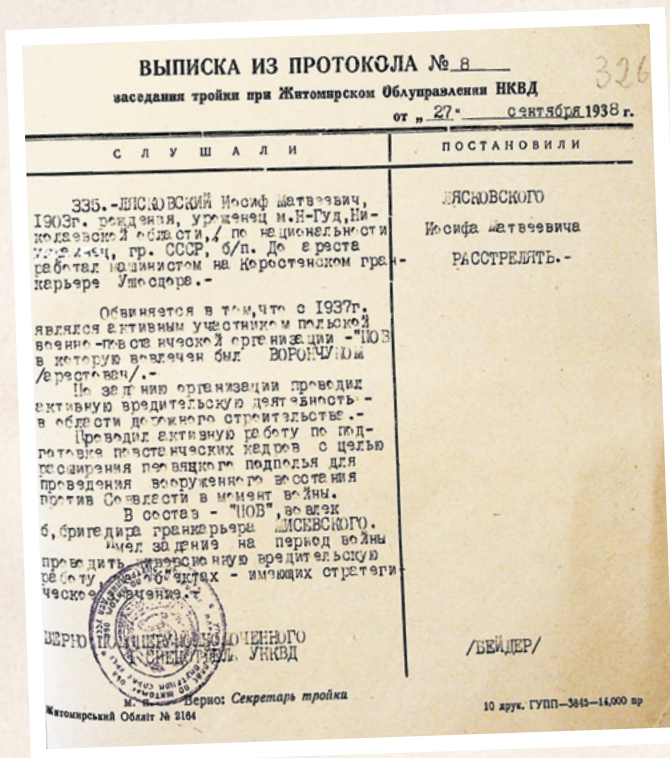 326
ВЫПИСКА ИЗ ПРОТОКОЛА № 8
заседания тройки при Житомирском Облуправлении НКВД
от „ 27 " сентября 1938 г.
СЛУШАЛИ
ПОСТАНОВИЛИ
335.-ЛЯСКОВСКИЙ Иосиф Матвеевич,
1903г. рождения, уроженец м.Н-Гуд,Ни-
колаевской области,/ по национальности
гр. СССР, б/п. До ареста
работал машинистом на Коростенском гран-
карьере Ушосдора.-
Обвиняется в том,что с 1937г.
являлся активным участником польской
военно-повстанческой организации -"ПОВ
в которую вовлечен был ВОРОНЧУКОМ
/арестован/.-
По заданию организации проводил
активную вредительскую деятельность -
в области дорожного строительства.-
Проводил активную работу по под-
готовке повстанческих кадров с целью
расширения
подполья для
проведения вооруженного восстания
против Соввласти в момент войны.
В состав - "ПОВ",вовлек
б,бригадира гранкарьера ЛИСЕВСКОГО.
Имел задание на период войны
проводить диверсионную вредительскую
работу, объектах - имеющих стратеги-
ческое значение.-
ВЕРНО
УНКВД
ЛЯСКОВСКОГО
Иосифа Матвеевича
РАССТРЕЛЯТЬ.-
/БЕЙДЕР/
М. п. Верно: Секретарь тройки
Житомирський Обліт № 2164
10 друк. ГУПП—3845—14,000 пр